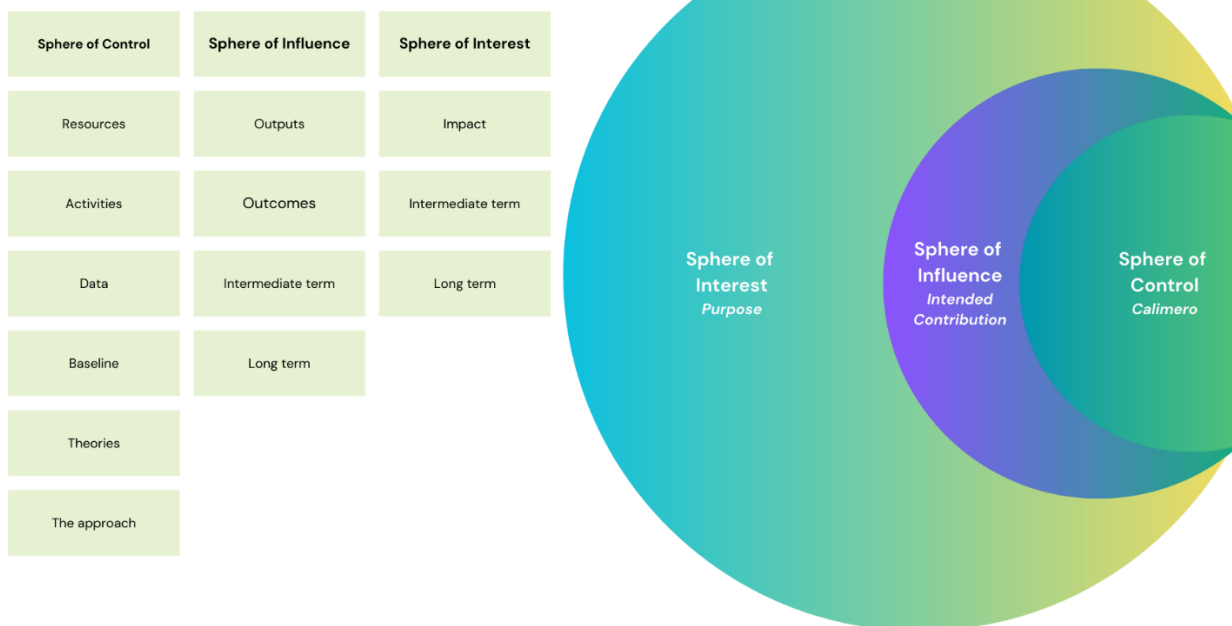 Sphere of Control
Sphere of Influence
Sphere of Interest
Resources
Outputs
Impact
Activities
Outcomes
Intermediate term
Data
Intermediate term
Long term
Baseline
Long term
Theories
The approach
Sphere of
Interest
Purpose
Sphere of
Influence
Intended
Contribution
Sphere of
Control
Calimero